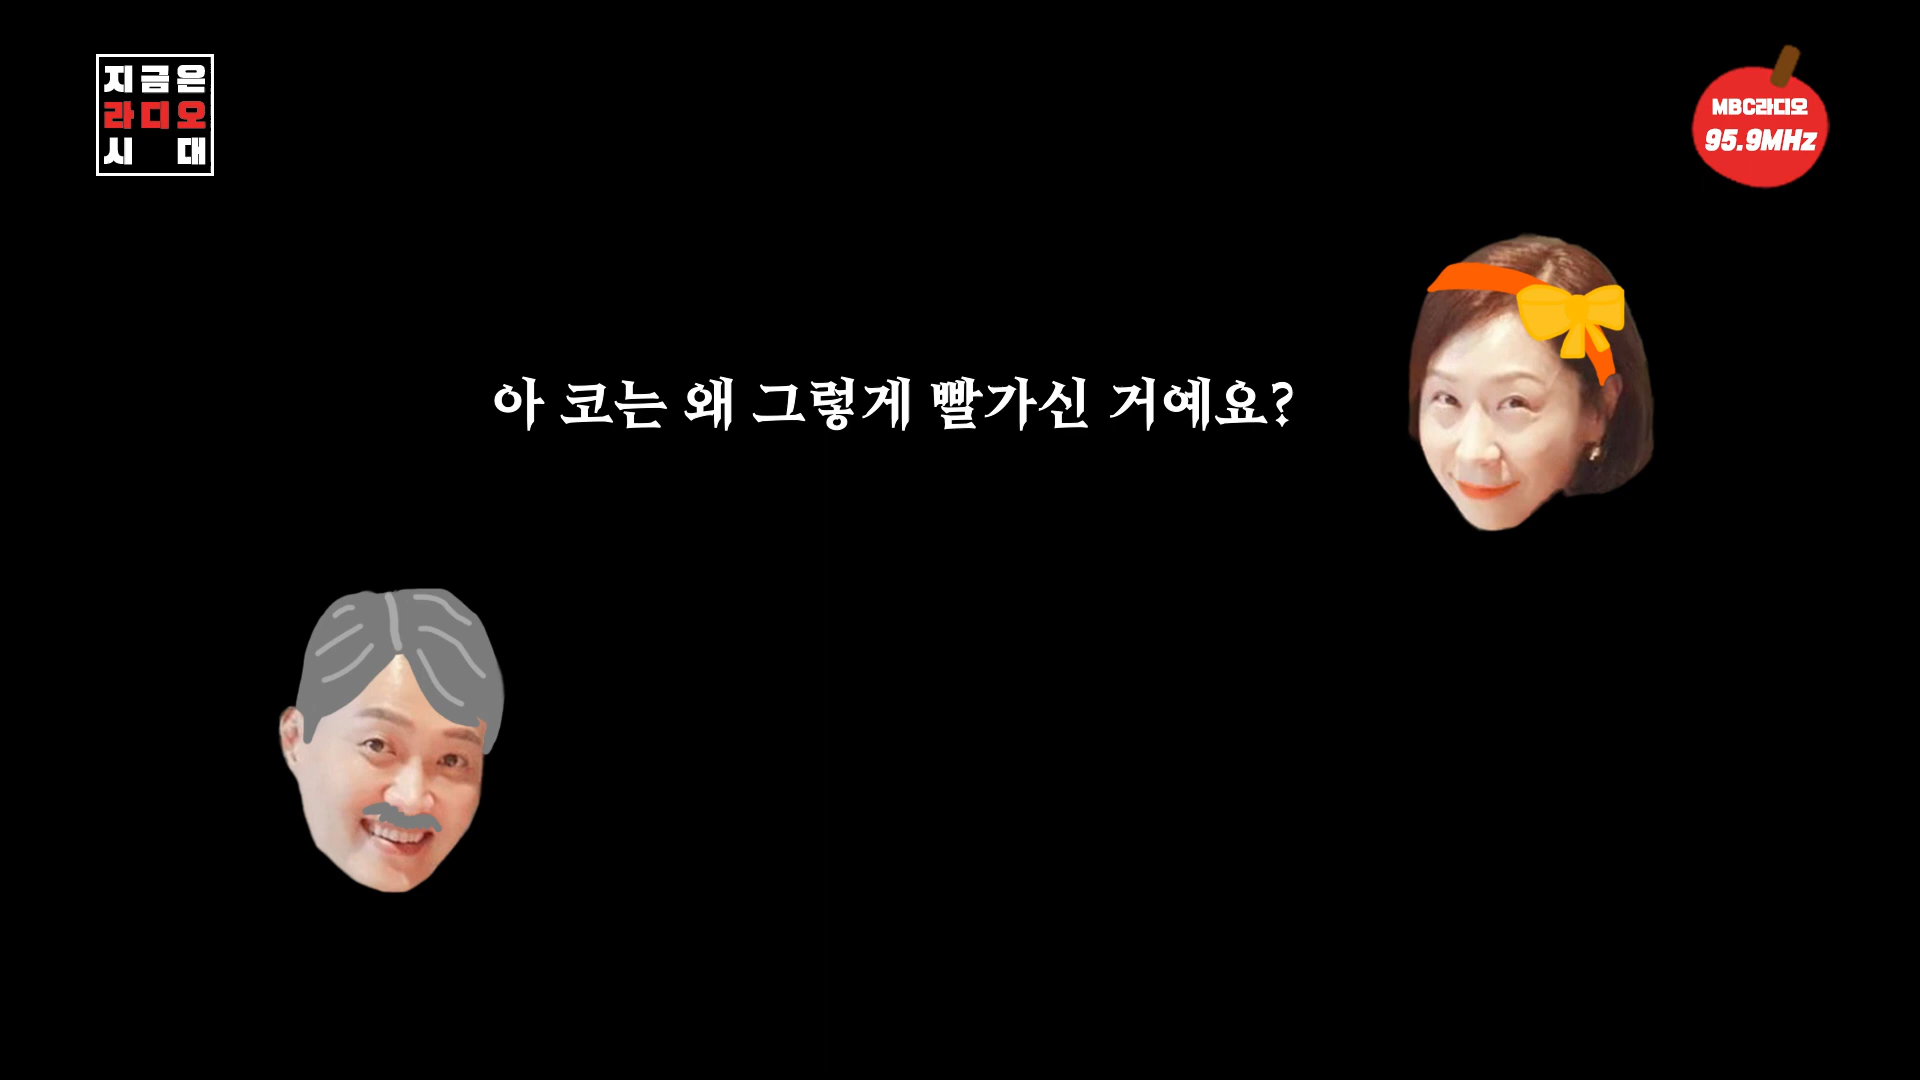 지금은
라디오
시 대
MBC라디오
95.9MHz
아 코는 왜 그렇게 빨가신 거예요?